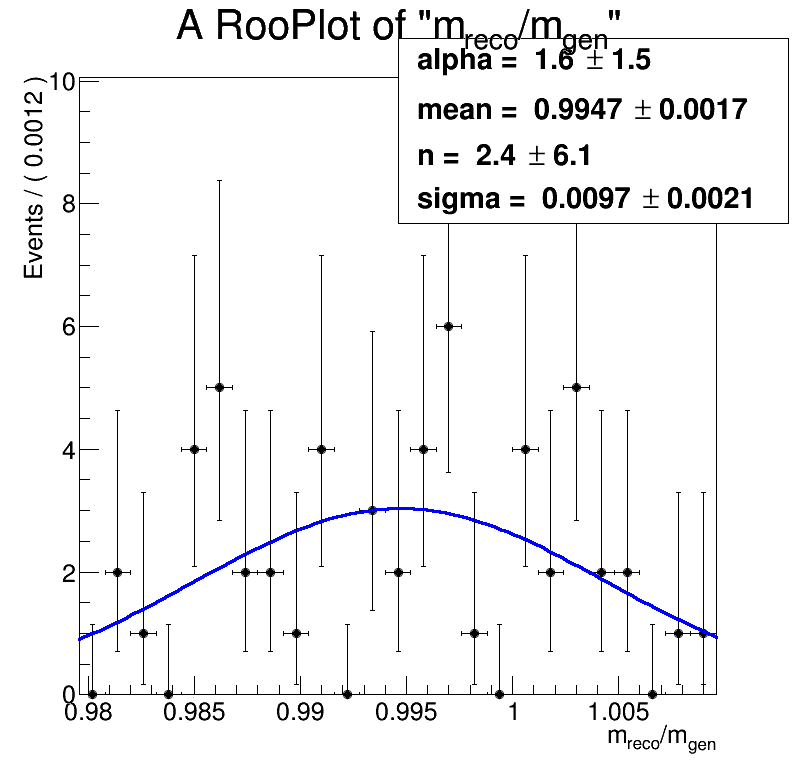 A RooPlot of "m_reco/m_gen"
alpha = 1.6 ± 1.5
mean = 0.9947 ± 0.0017
n = 2.4 ± 6.1
sigma = 0.0097 ± 0.0021
Events / ( 0.0012 )
10
8
6
4
2
0
0.98 0.985 0.99 0.995 1 1.005
m_reco/m_gen